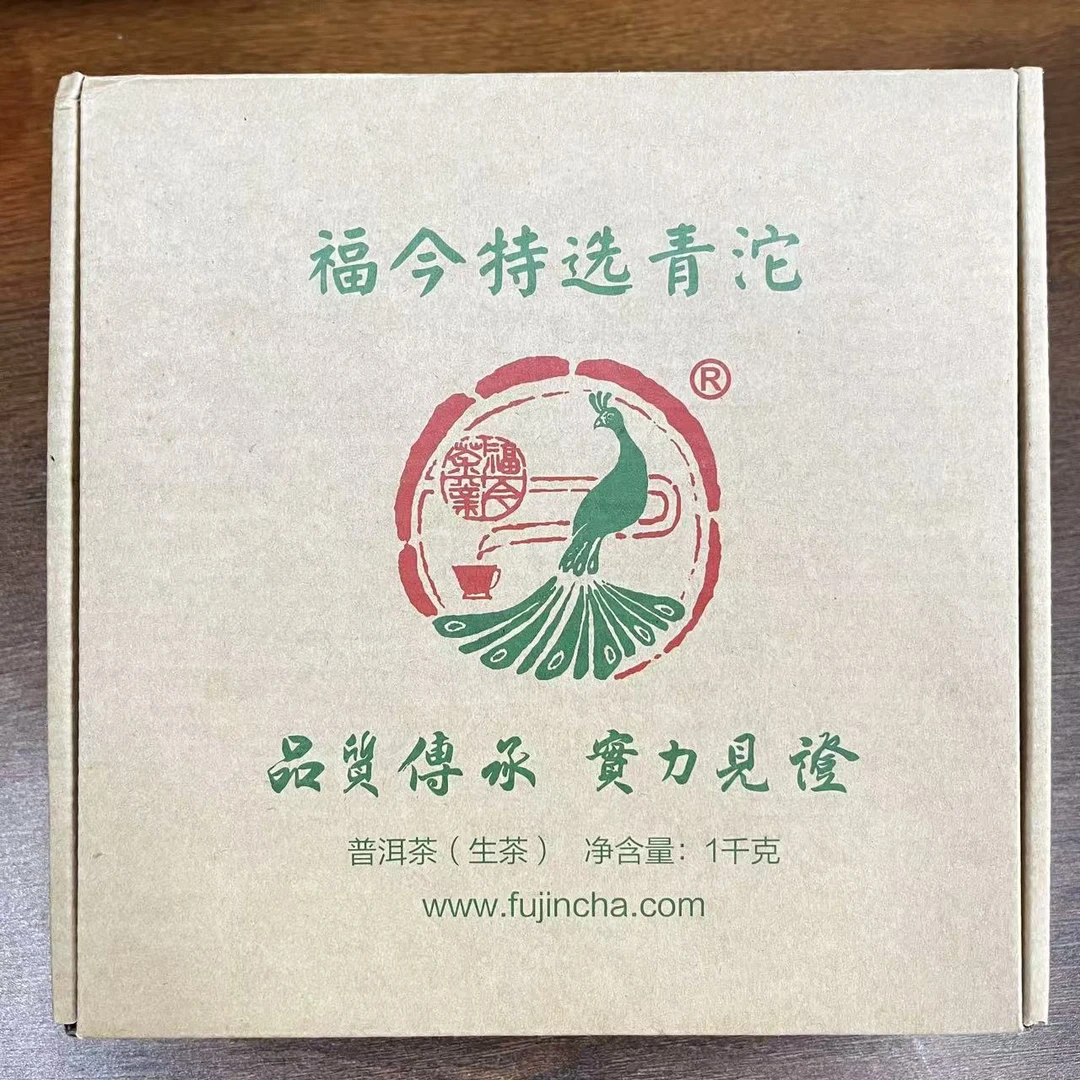 福今特选青沱
®
福今茶業
品質傳承 實力見證
普洱茶（生茶） 净含量：1千克
www.fujincha.com